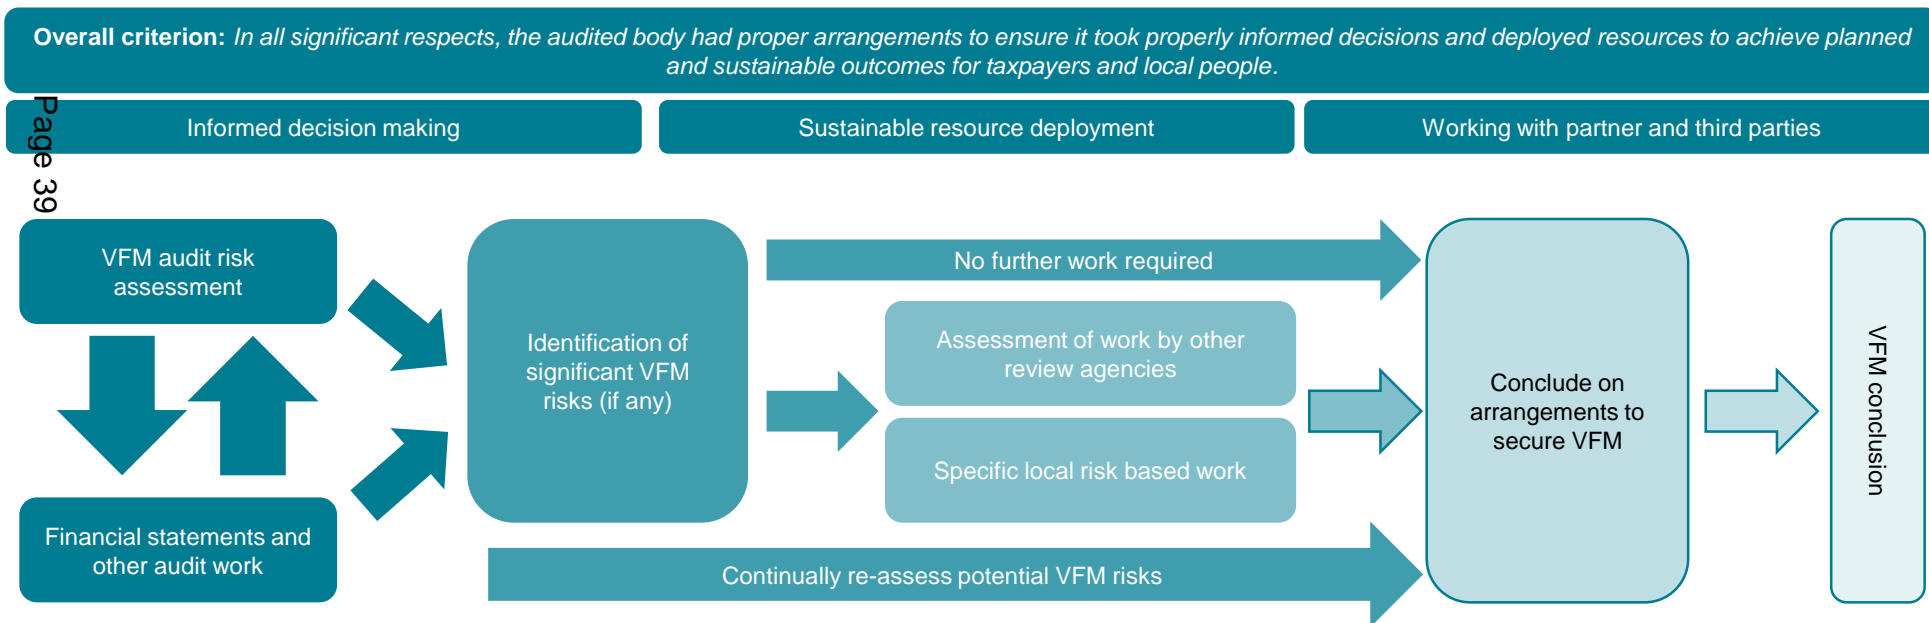 Overall criterion: In all significant respects, the audited body had proper arrangements to ensure it took properly informed decisions and deployed resources to achieve planned
and sustainable outcomes for taxpayers and local people.
Informed decision making
Sustainable resource deployment
Working with partner and third parties
Page 39
VFM audit risk
assessment
Financial statements and
other audit work
Identification of
significant VFM
risks (if any)
No further work required
Assessment of work by other
review agencies
Specific local risk based work
Continually re-assess potential VFM risks
Conclude on
arrangements to
secure VFM
VFM conclusion